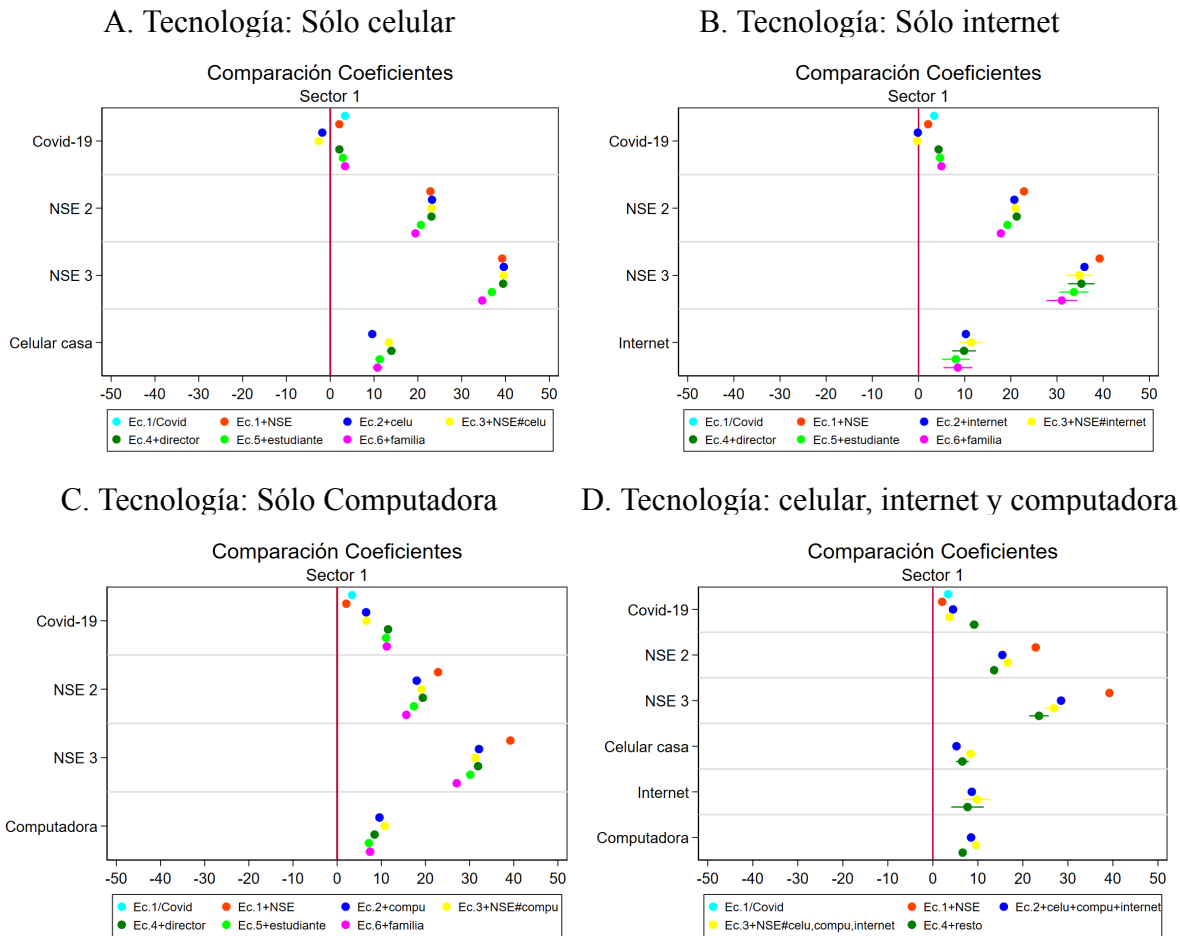 A. Tecnología: Sólo celular
Comparación Coeficientes
Sector 1
Covid-19
NSE 2
NSE 3
Celular casa
-50 -40 -30 -20 -10 0 10 20 30 40 50
Ec.1/Covid Ec.1+NSE Ec.2+celu Ec.3+NSE#celu
Ec.4+director Ec.5+estudiante Ec.6+familia
B. Tecnología: Sólo internet
Comparación Coeficientes
Sector 1
Covid-19
NSE 2
NSE 3
Internet
-50 -40 -30 -20 -10 0 10 20 30 40 50
Ec.1/Covid Ec.1+NSE Ec.2+internet Ec.3+NSE#internet
Ec.4+director Ec.5+estudiante Ec.6+familia
C. Tecnología: Sólo Computadora
Comparación Coeficientes
Sector 1
Covid-19
NSE 2
NSE 3
Computadora
-50 -40 -30 -20 -10 0 10 20 30 40 50
Ec.1/Covid Ec.1+NSE Ec.2+compu Ec.3+NSE#compu
Ec.4+director Ec.5+estudiante Ec.6+familia
D. Tecnología: celular, internet y computadora
Comparación Coeficientes
Sector 1
Covid-19
NSE 2
NSE 3
Celular casa
Internet
Computadora
-50 -40 -30 -20 -10 0 10 20 30 40 50
Ec.1/Covid Ec.1+NSE Ec.2+celu+compu+internet
Ec.3+NSE#celu,compu,internet Ec.4+resto